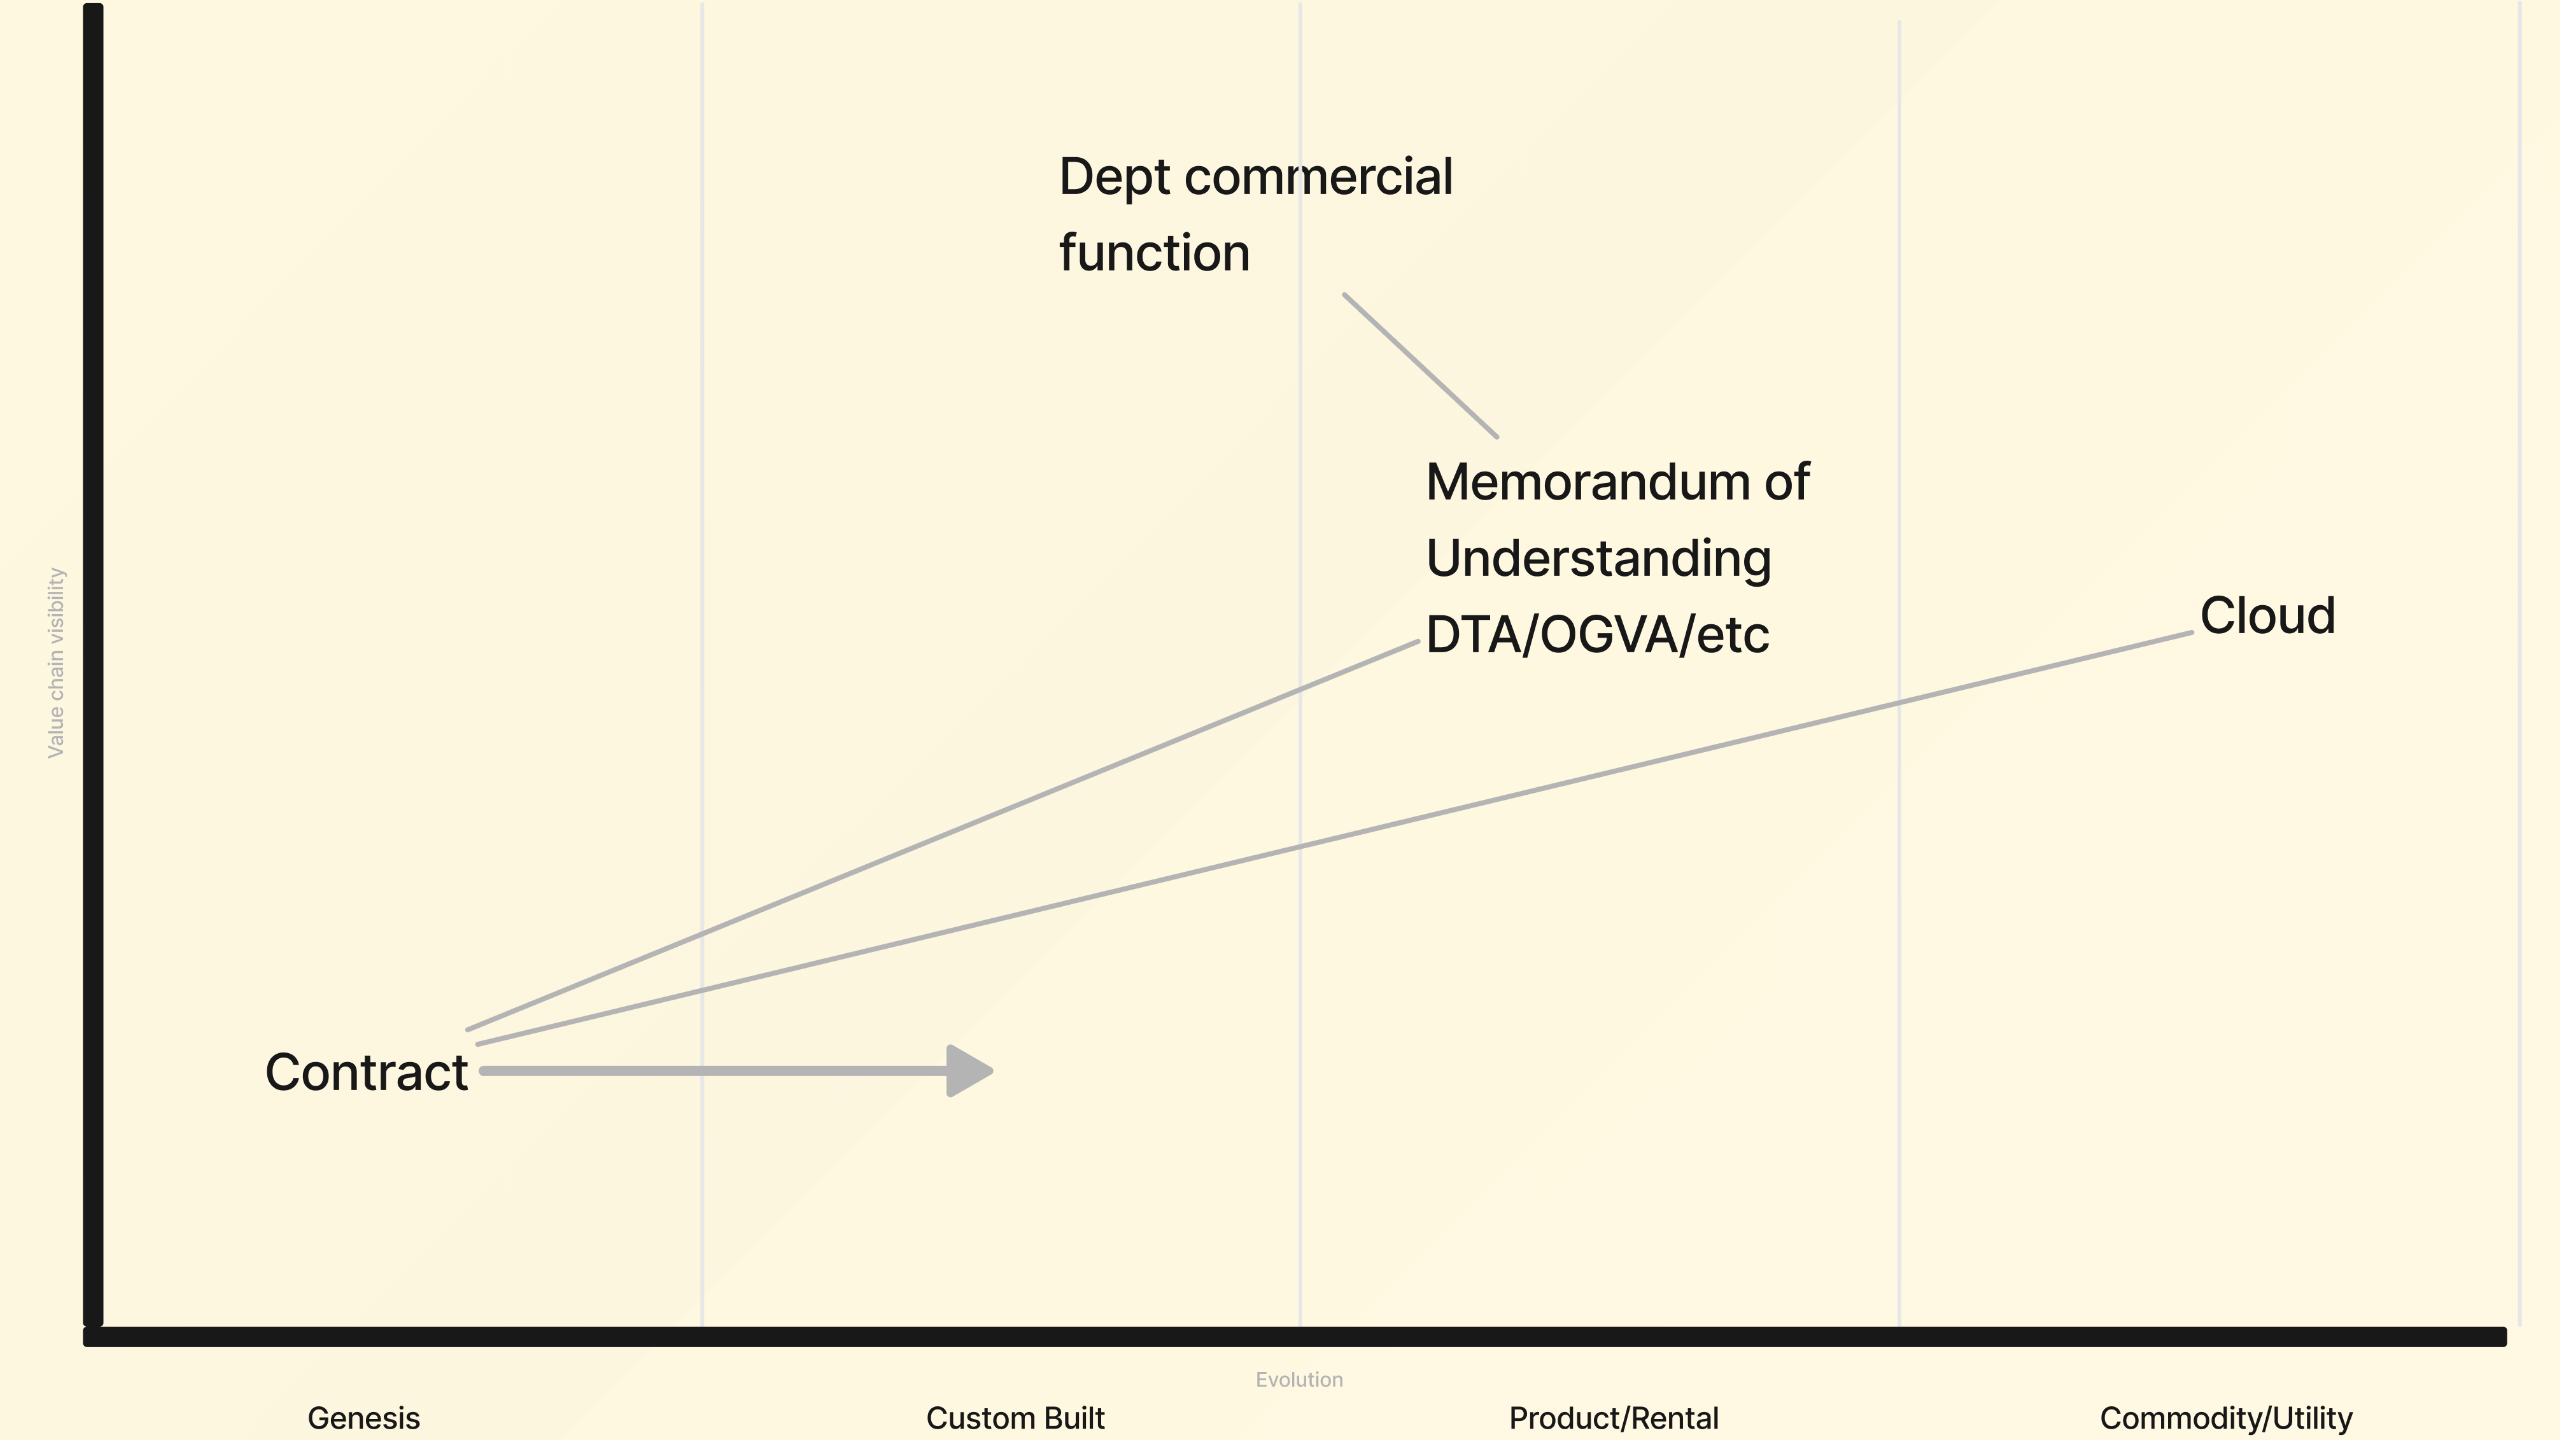 Dept commercial
function
Memorandum of
Understanding
DTA/OGVA/etc
Cloud
Value chain visibility
Contract
Evolution
Genesis
Custom Built
Product/Rental
Commodity/Utility